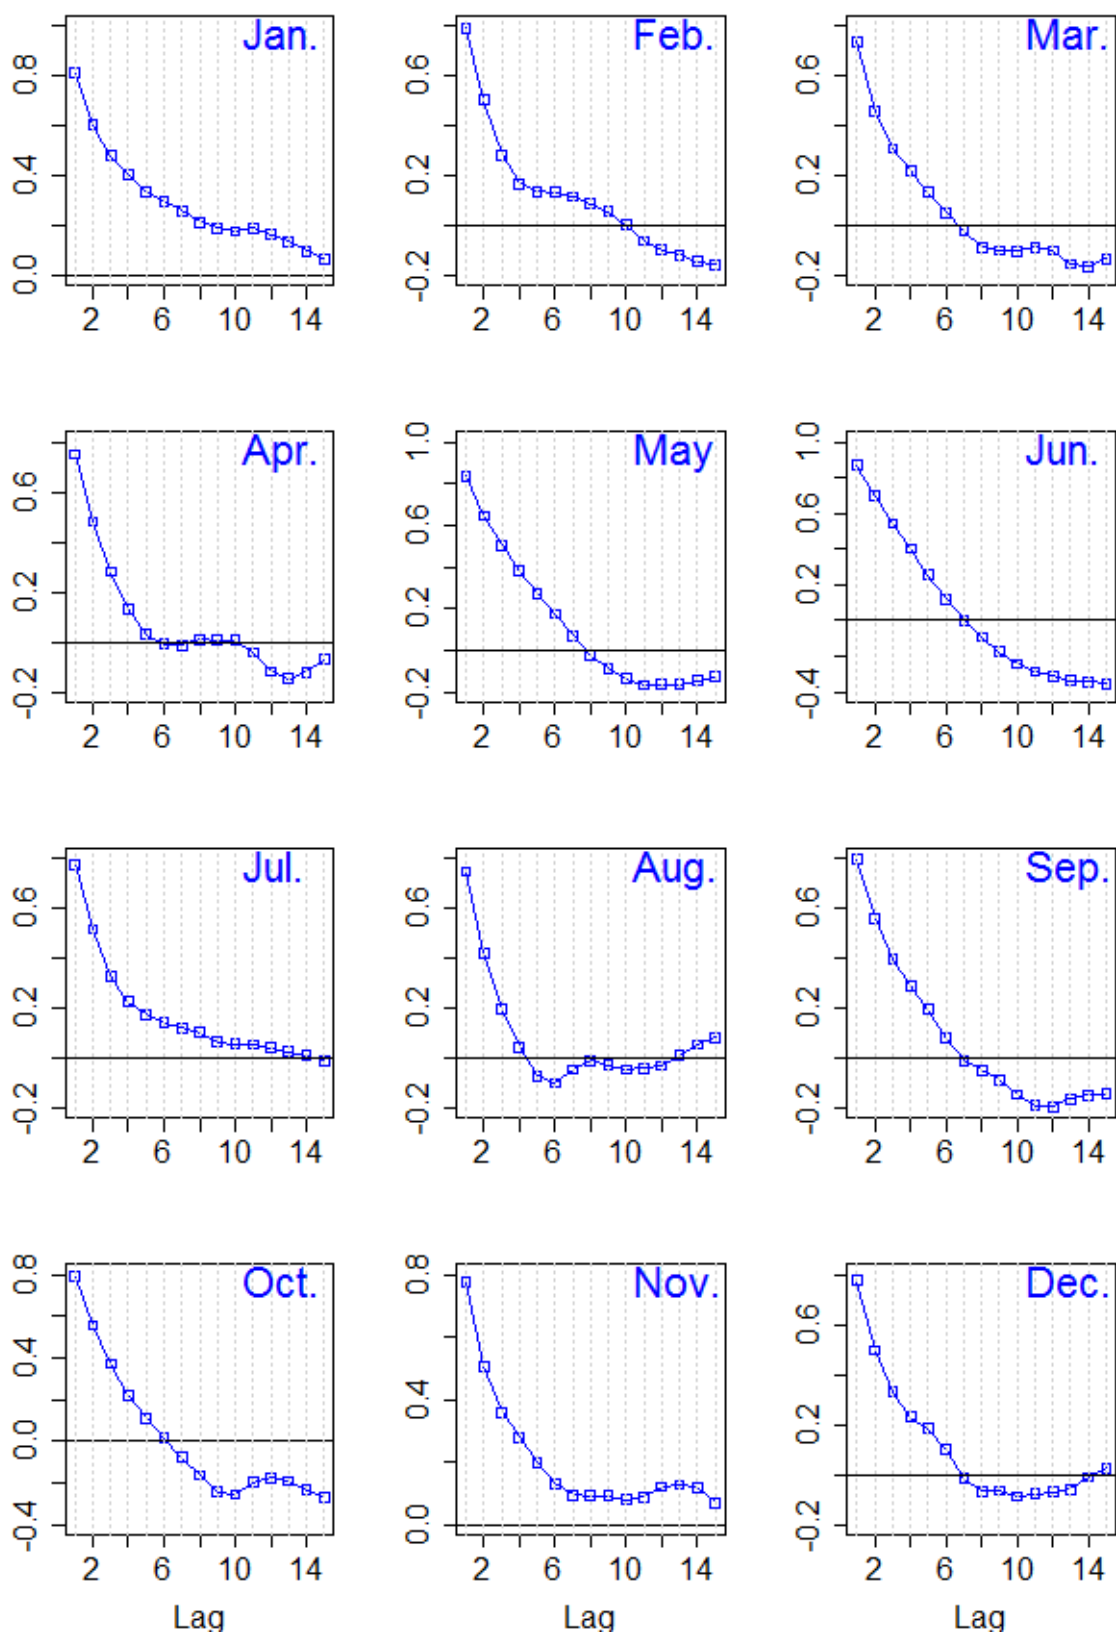 Jan. Feb. Mar.
0.0 0.4 0.8
-0.2 0.2 0.6
-0.2 0.2 0.6
2 6 10 14
2 6 10 14
2 6 10 14
Apr. May Jun.
-0.2 0.2 0.6
-0.2 0.2 0.6 1.0
-0.4 0.2 0.6 1.0
2 6 10 14
2 6 10 14
2 6 10 14
Jul. Aug. Sep.
-0.2 0.2 0.6
-0.2 0.2 0.6
-0.2 0.2 0.6
2 6 10 14
2 6 10 14
2 6 10 14
Oct. Nov. Dec.
-0.4 0.0 0.4 0.8
0.0 0.4 0.8
-0.2 0.2 0.6
2 6 10 14
2 6 10 14
2 6 10 14
Lag Lag Lag